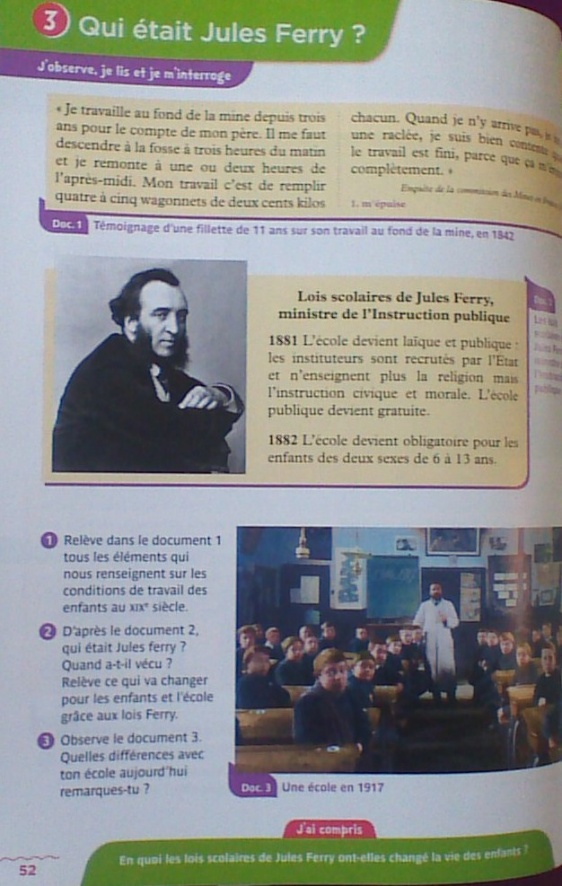 3 Qui était Jules Ferry ?
J'observe, je lis et je m'interroge
« Je travaille au fond de la mine depuis trois
ans pour le compte de mon père. Il me faut
descendre à la fosse à trois heures du matin
et je remonte à une ou deux heures de
l'après-midi. Mon travail c'est de remplir
quatre à cinq wagonnets de deux cents kilos
chacun. Quand je n'y arrive pas,
une raclée, je suis bien
le travail est fini, parce que ça
complètement. »
Enquête de la commission des Mines en
1. m'épuise
Doc. 1 Témoignage d'une fillette de 11 ans sur son travail au fond de la mine, en 1842
Lois scolaires de Jules Ferry,
ministre de l'Instruction publique
1881 L'école devient laïque et publique :
les instituteurs sont recrutés par l'Etat
et n'enseignent plus la religion mais
l'instruction civique et morale. L'école
publique devient gratuite.
1882 L'école devient obligatoire pour les
enfants des deux sexes de 6 à 13 ans.
1 Relève dans le document 1
tous les éléments qui
nous renseignent sur les
conditions de travail des
enfants au XIXe siècle.
2 D'après le document 2,
qui était Jules ferry ?
Quand a-t-il vécu ?
Relève ce qui va changer
pour les enfants et l'école
grâce aux lois Ferry.
3 Observe le document 3.
Quelles différences avec
ton école aujourd'hui
remarques-tu ?
Doc. 3 Une école en 1917
J'ai compris
En quoi les lois scolaires de Jules Ferry ont-elles changé la vie des enfants ?
52